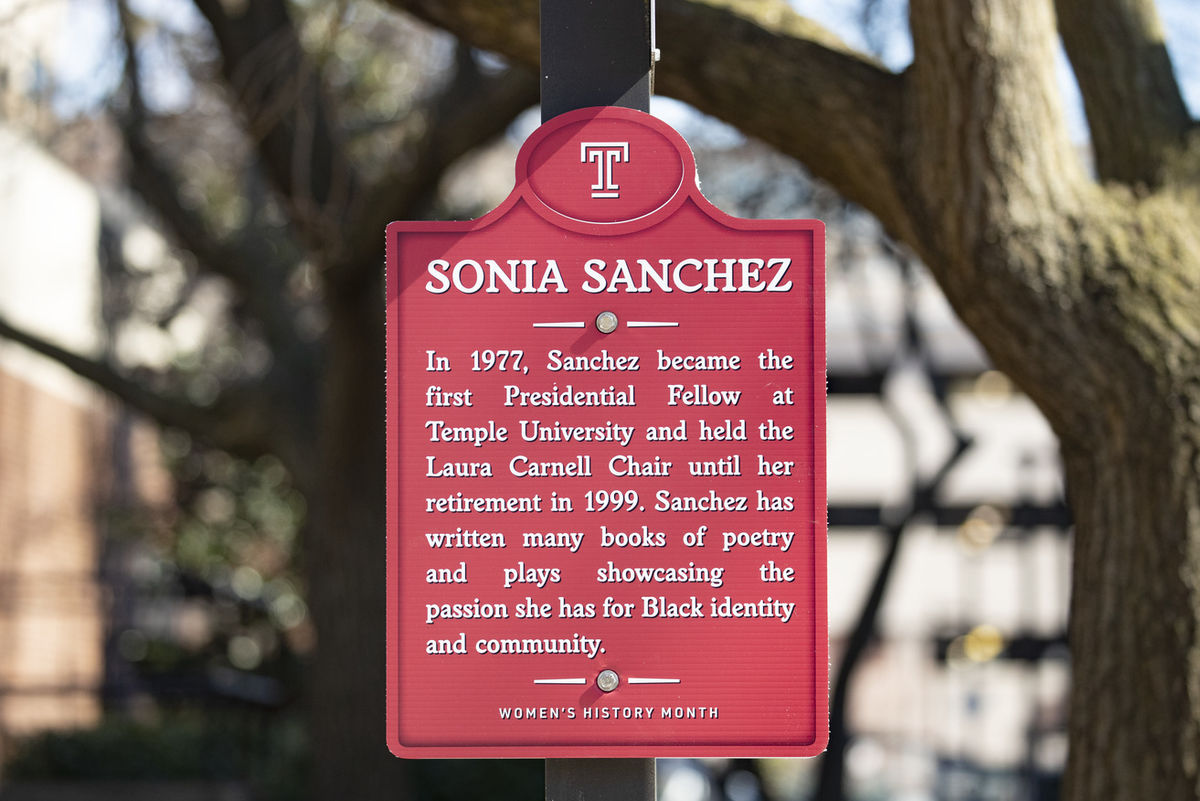 T
SONIA SANCHEZ
In 1977, Sanchez became the
first Presidential Fellow at
Temple University and held the
Laura Carnell Chair until her
retirement in 1999. Sanchez has
written many books of poetry
and plays showcasing the
passion she has for Black identity
and community.
WOMEN'S HISTORY MONTH